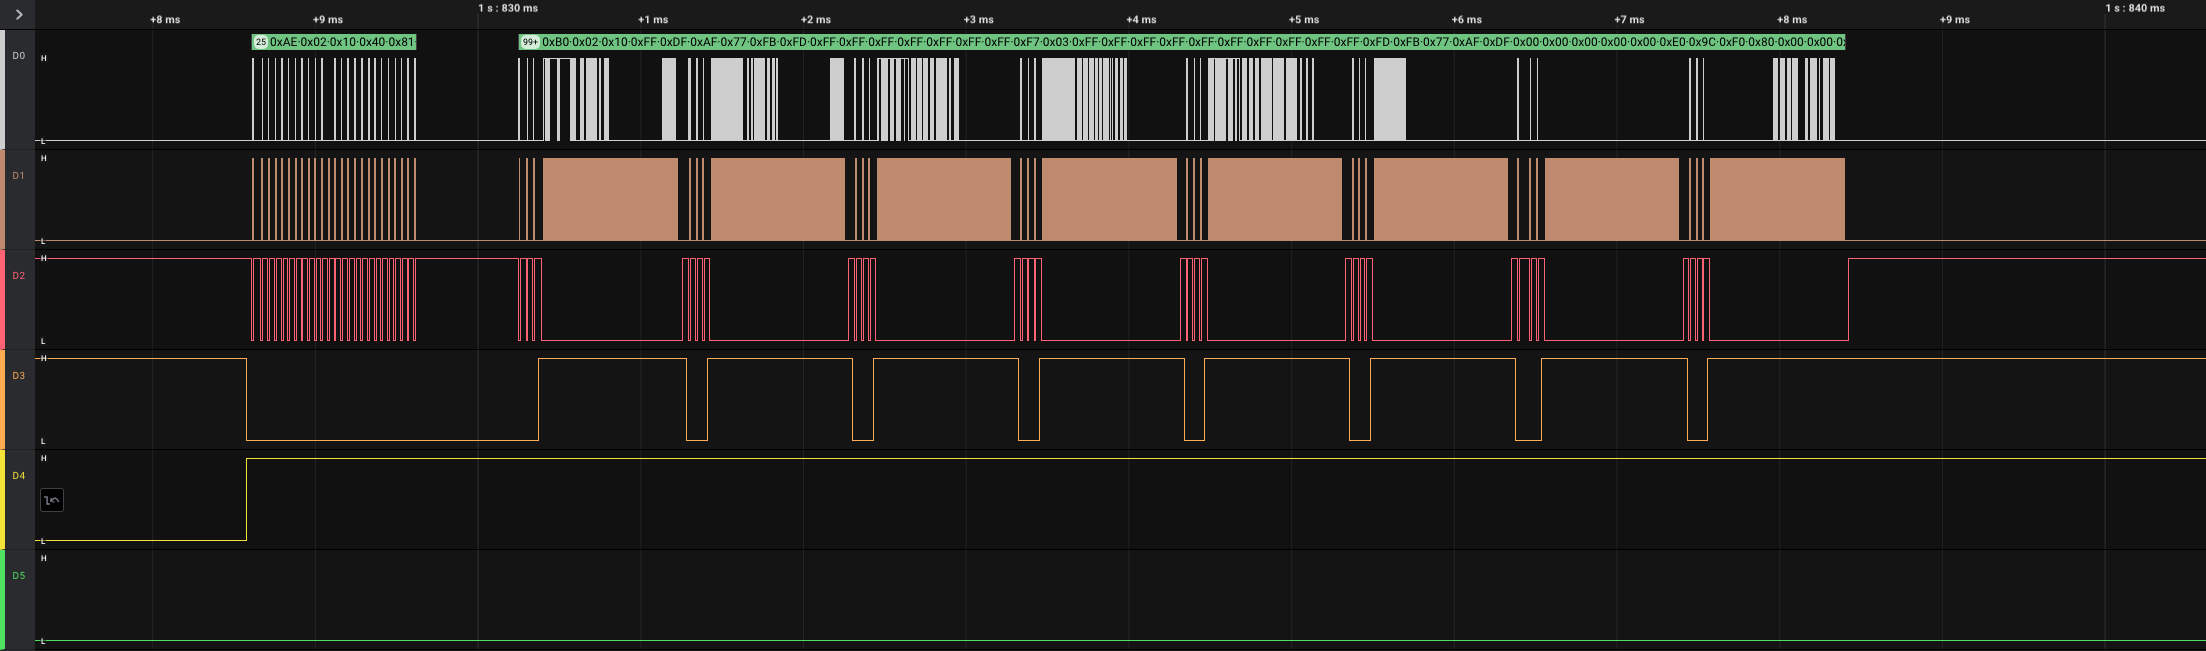 1 s : 830 ms
1 s : 840 ms
+8 ms
+9 ms
+1 ms
+2 ms
+3 ms
+4 ms
+5 ms
+6 ms
+7 ms
+8 ms
+9 ms
25 0xAE·0x02·0x10·0x40·0x81·
99+ 0xB0·0x02·0x10·0xFF·0xDF·0xAF·0x77·0xFB·0xFD·0xFF·0xFF·0xFF·0xFF·0xFF·0xFF·0xFF·0xF7·0x03·0xFF·0xFF·0xFF·0xFF·0xFF·0xFF·0xFF·0xFF·0xFF·0xFF·0xFD·0xFB·0x77·0xAF·0xDF·0x00·0x00·0x00·0x00·0x00·0xE0·0x9C·0xF0·0x80·0x00·0x00·0x
D0
H
L
D1
H
L
D2
H
L
D3
H
L
D4
H
L
D5
H
L